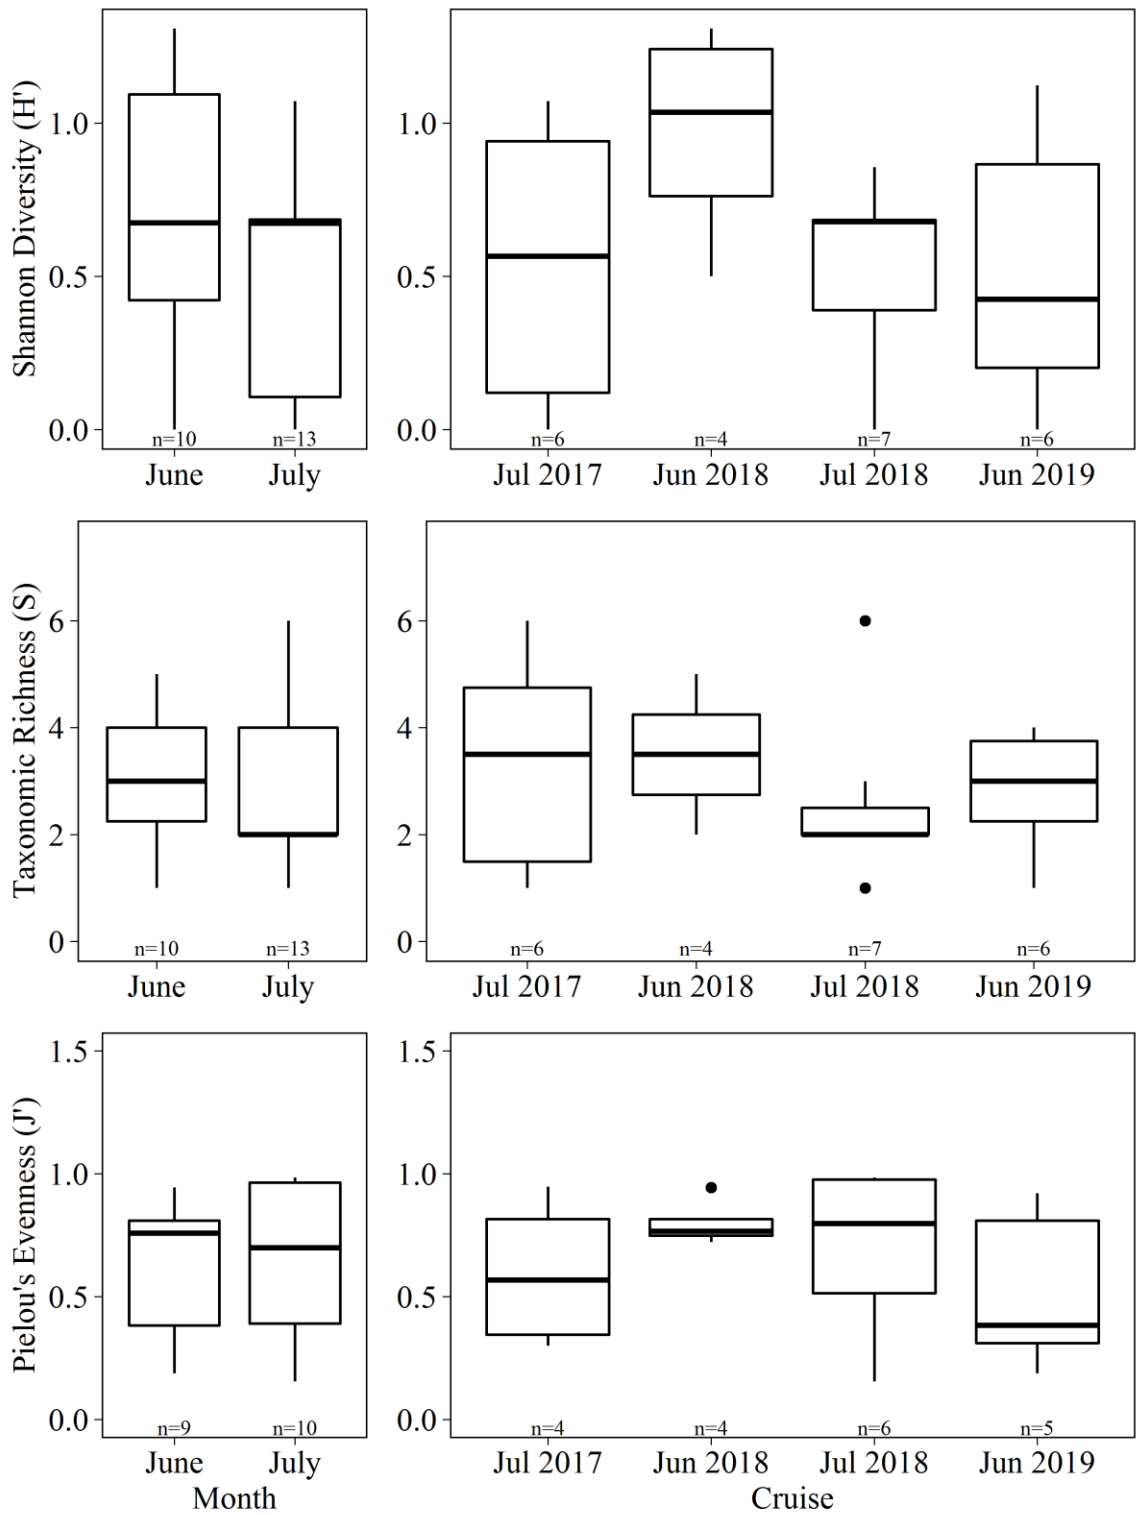 Shannon Diversity (H')
1.0
0.5
0.0
n=10
n=13
June
July
1.0
0.5
0.0
n=6
n=4
n=7
n=6
Jul 2017
Jun 2018
Jul 2018
Jun 2019
Taxonomic Richness (S)
6
4
2
0
n=10
n=13
June
July
6
4
2
0
n=6
n=4
n=7
n=6
Jul 2017
Jun 2018
Jul 2018
Jun 2019
Pielou's Evenness (J')
1.5
1.0
0.5
0.0
n=9
n=10
June
July
Month
1.5
1.0
0.5
0.0
n=4
n=4
n=6
n=5
Jul 2017
Jun 2018
Jul 2018
Jun 2019
Cruise